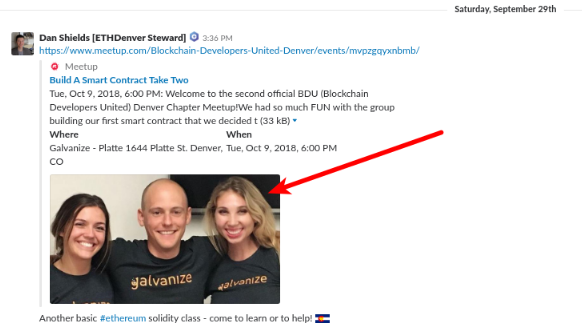 Saturday, September 29th
Dan Shields [ETHDenver Steward] 3:36 PM
https://www.meetup.com/Blockchain-Developers-United-Denver/events/mvpzgqyxnbmb/
Meetup
Build A Smart Contract Take Two
Tue, Oct 9, 2018, 6:00 PM: Welcome to the second official BDU (Blockchain
Developers United) Denver Chapter Meetup!We had so much FUN with the group
building our first smart contract that we decided t (33 kB)
Where When
Galvanize - Platte 1644 Platte St. Denver, Tue, Oct 9, 2018, 6:00 PM
CO
galvanize galvanize galvanize
Another basic #ethereum solidity class - come to learn or to help!